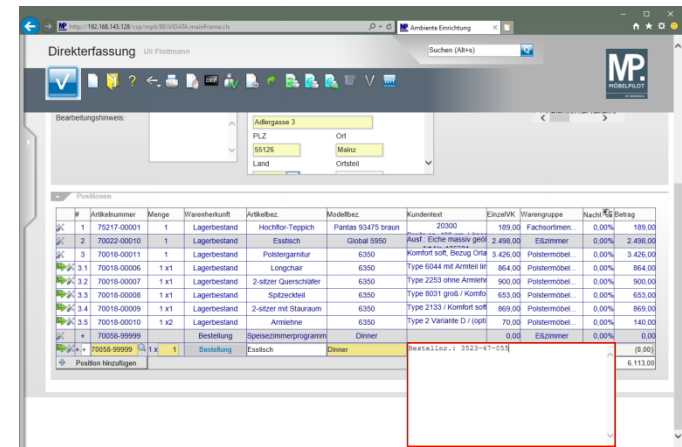 http://192.168.145.128/csp/mp6/BEWIDATA.mainFrame.cls
Ambiente Einrichtung
Direkterfassung Uli Flottmann
Suchen (Alt+s)
MP.
MÖBELPILOT
Bearbeitungshinweis:
Adlergasse 3
PLZ Ort
55126 Mainz
Land Ortsteil
Positionen
# Artikelnummer Menge Warenherkunft Artikelbez. Modellbez. Kundentext EinzelVK Warengruppe Nachl Betrag
1 75217-00001 1 Lagerbestand Hochflor-Teppich Pantas 93475 braun 20300 189,00 Fachsortimen... 0,00% 189,00
2 70022-00010 1 Lagerbestand Esstisch Global 5950 Ausf.: Eiche massiv geöl 2.498,00 Eßzimmer 0,00% 2.498,00
3 70018-00011 1 Lagerbestand Polstergarnitur 6350 Komfort soft, Bezug Orla 3.426,00 Polstermöbel... 0,00% 3.426,00
3.1 70018-00006 1 x1 Lagerbestand Longchair 6350 Type 6044 mit Armteil lin 864,00 Polstermöbel... 0,00% 864,00
3.2 70018-00007 1 x1 Lagerbestand 2-sitzer Querschläfer 6350 Type 2253 ohne Armlehn 900,00 Polstermöbel... 0,00% 900,00
3.3 70018-00008 1 x1 Lagerbestand Spitzeckteil 6350 Type 8031 groß / Komfo 653,00 Polstermöbel... 0,00% 653,00
3.4 70018-00009 1 x1 Lagerbestand 2-sitzer mit Stauraum 6350 Type 2133 / Komfort soft 869,00 Polstermöbel... 0,00% 869,00
3.5 70018-00010 1 x2 Lagerbestand Armlehne 6350 Type 2 Variante D / (opti 70,00 Polstermöbel... 0,00% 140,00
+ 70058-99999 Bestellung Speisezimmerprogramm Dinner 0,00 Eßzimmer 0,00% 0,00
+ + 70058-99999 1 x 1 Bestellung Esstisch Dinner Bestellnr.: 3523-47-055 (0,00)
Position hinzufügen 6.113,00